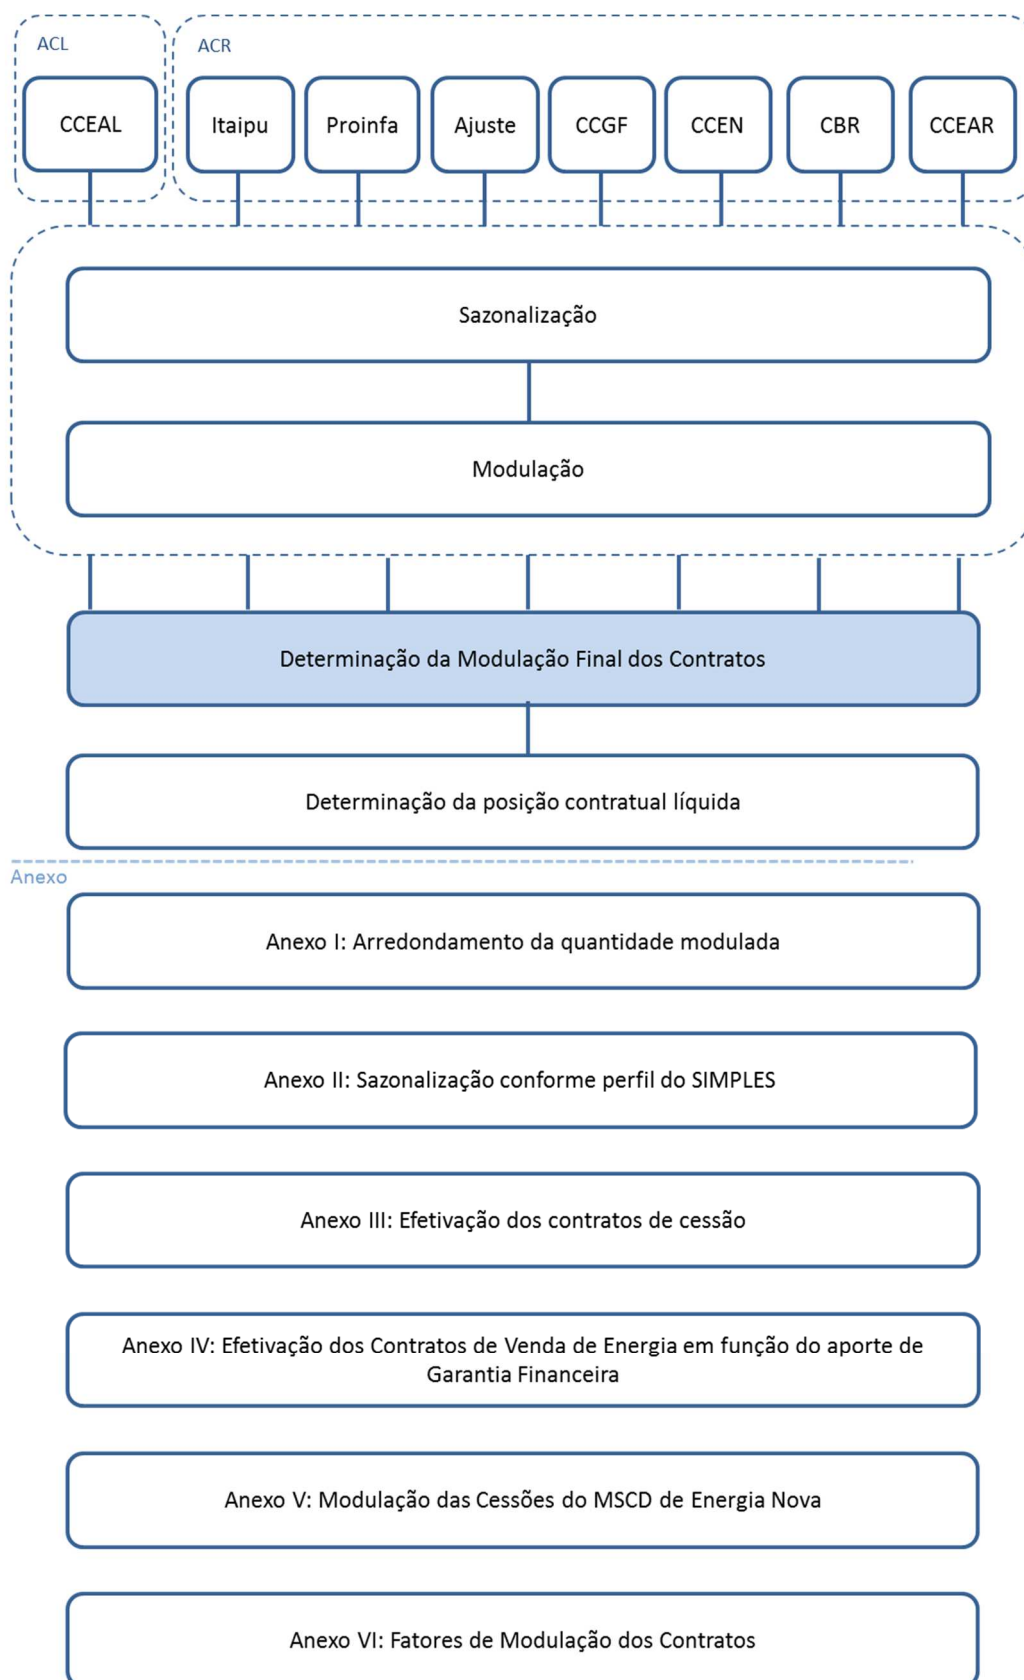 ACL
ACR
CCEAL
Itaipu
Proinfa
Ajuste
CCGF
CCEN
CBR
CCEAR
Sazonalização
Modulação
Determinação da Modulação Final dos Contratos
Determinação da posição contratual líquida
Anexo
Anexo I: Arredondamento da quantidade modulada
Anexo II: Sazonalização conforme perfil do SIMPLES
Anexo III: Efetivação dos contratos de cessão
Anexo IV: Efetivação dos Contratos de Venda de Energia em função do aporte de
Garantia Financeira
Anexo V: Modulação das Cessões do MSCD de Energia Nova
Anexo VI: Fatores de Modulação dos Contratos